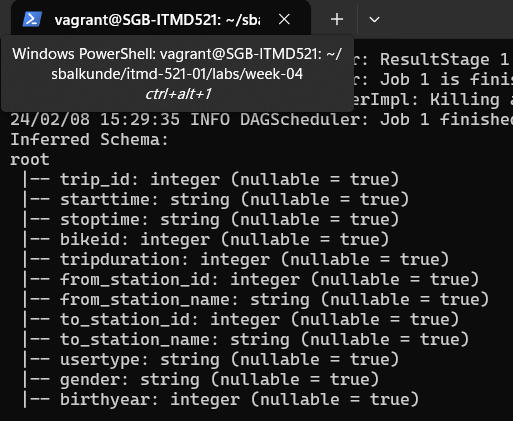 vagrant@SGB-ITMD521: ~/sba
Windows PowerShell: vagrant@SGB-ITMD521: ~/
sbalkunde/itmd-521-01/labs/week-04
ctrl+alt+1
r: ResultStage 1
r: Job 1 is finis
erImpl: Killing a
24/02/08 15:29:35 INFO DAGScheduler: Job 1 finished
Inferred Schema:
root
|-- trip_id: integer (nullable = true)
|-- starttime: string (nullable = true)
|-- stoptime: string (nullable = true)
|-- bikeid: integer (nullable = true)
|-- tripduration: integer (nullable = true)
|-- from_station_id: integer (nullable = true)
|-- from_station_name: string (nullable = true)
|-- to_station_id: integer (nullable = true)
|-- to_station_name: string (nullable = true)
|-- usertype: string (nullable = true)
|-- gender: string (nullable = true)
|-- birthyear: integer (nullable = true)